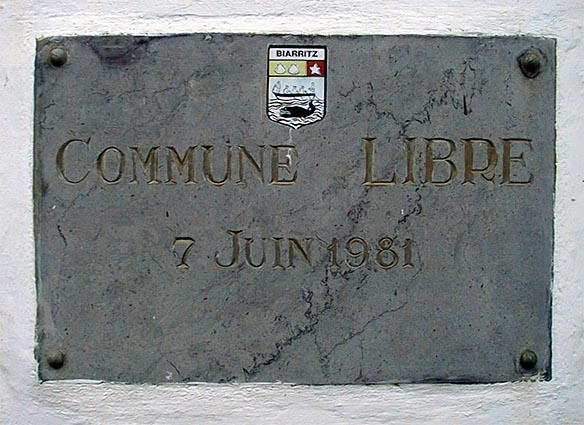 BIARRITZ
COMMUNE LIBRE
7 JUIN 1981